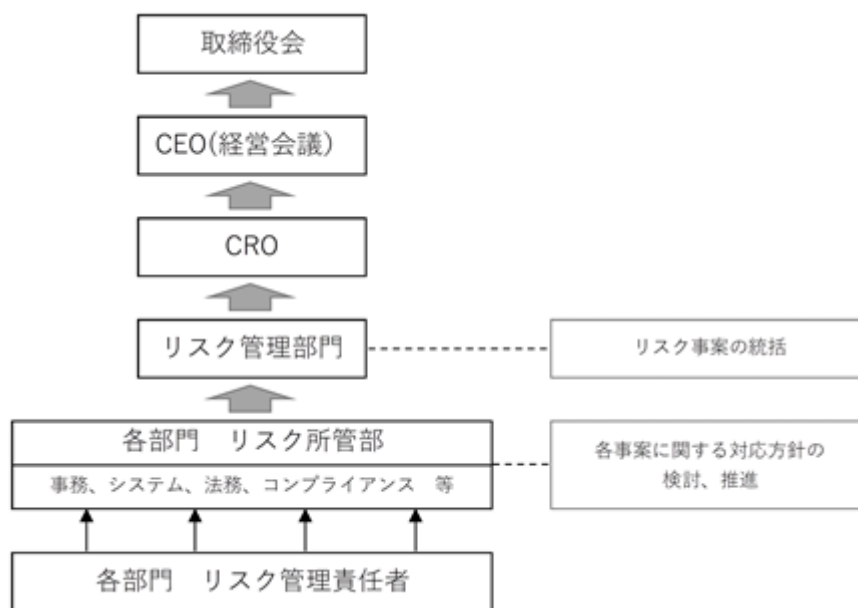 取締役会
CEO(経営会議)
CRO
リスク管理部門
リスク事案の統括
各部門　リスク所管部
事務、システム、法務、コンプライアンス　等
各事案に関する対応方針の
検討、推進
各部門　リスク管理責任者